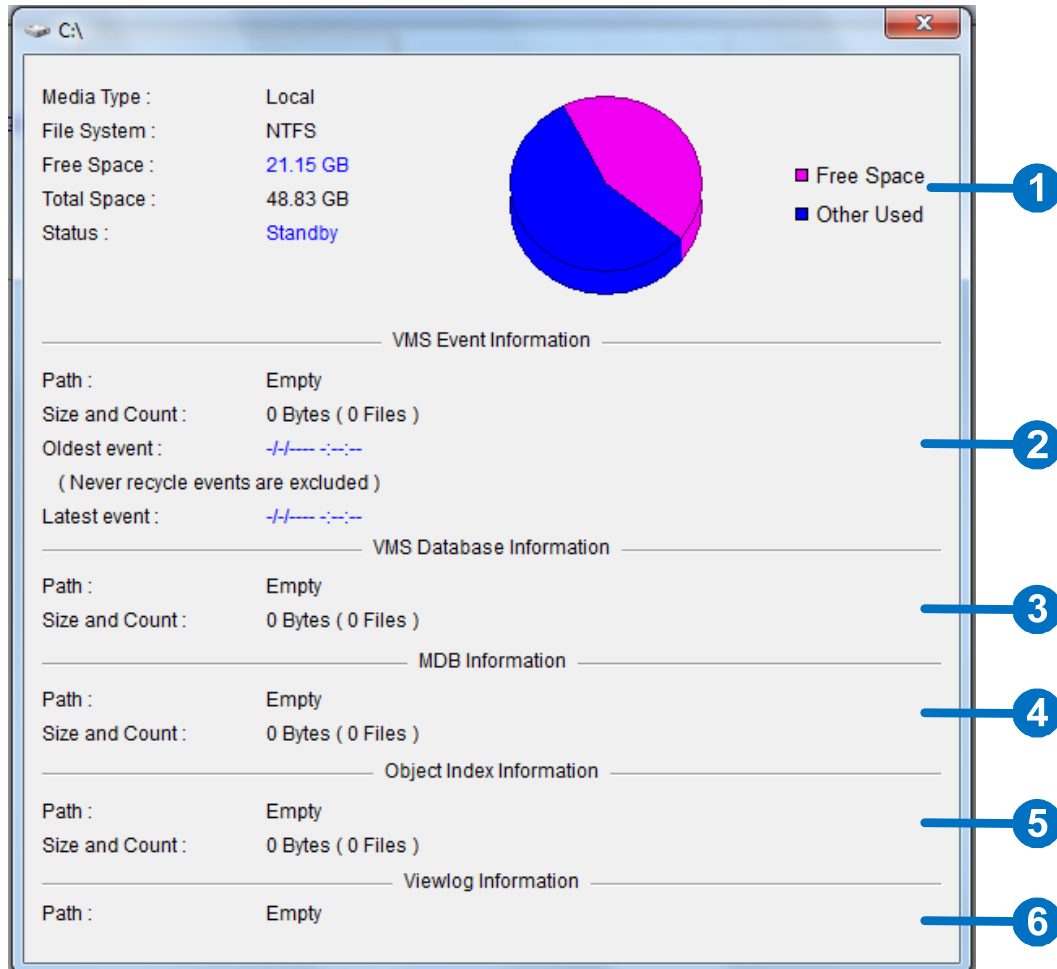 C:\
Media Type : Local
File System : NTFS
Free Space : 21.15 GB
Total Space : 48.83 GB
Status : Standby
Free Space
Other Used
1
VMS Event Information
Path : Empty
Size and Count : 0 Bytes ( 0 Files )
Oldest event : -/-/---- -:--:--
( Never recycle events are excluded )
Latest event : -/-/---- -:--:--
2
VMS Database Information
Path : Empty
Size and Count : 0 Bytes ( 0 Files )
3
MDB Information
Path : Empty
Size and Count : 0 Bytes ( 0 Files )
4
Object Index Information
Path : Empty
Size and Count : 0 Bytes ( 0 Files )
5
Viewlog Information
Path : Empty
6